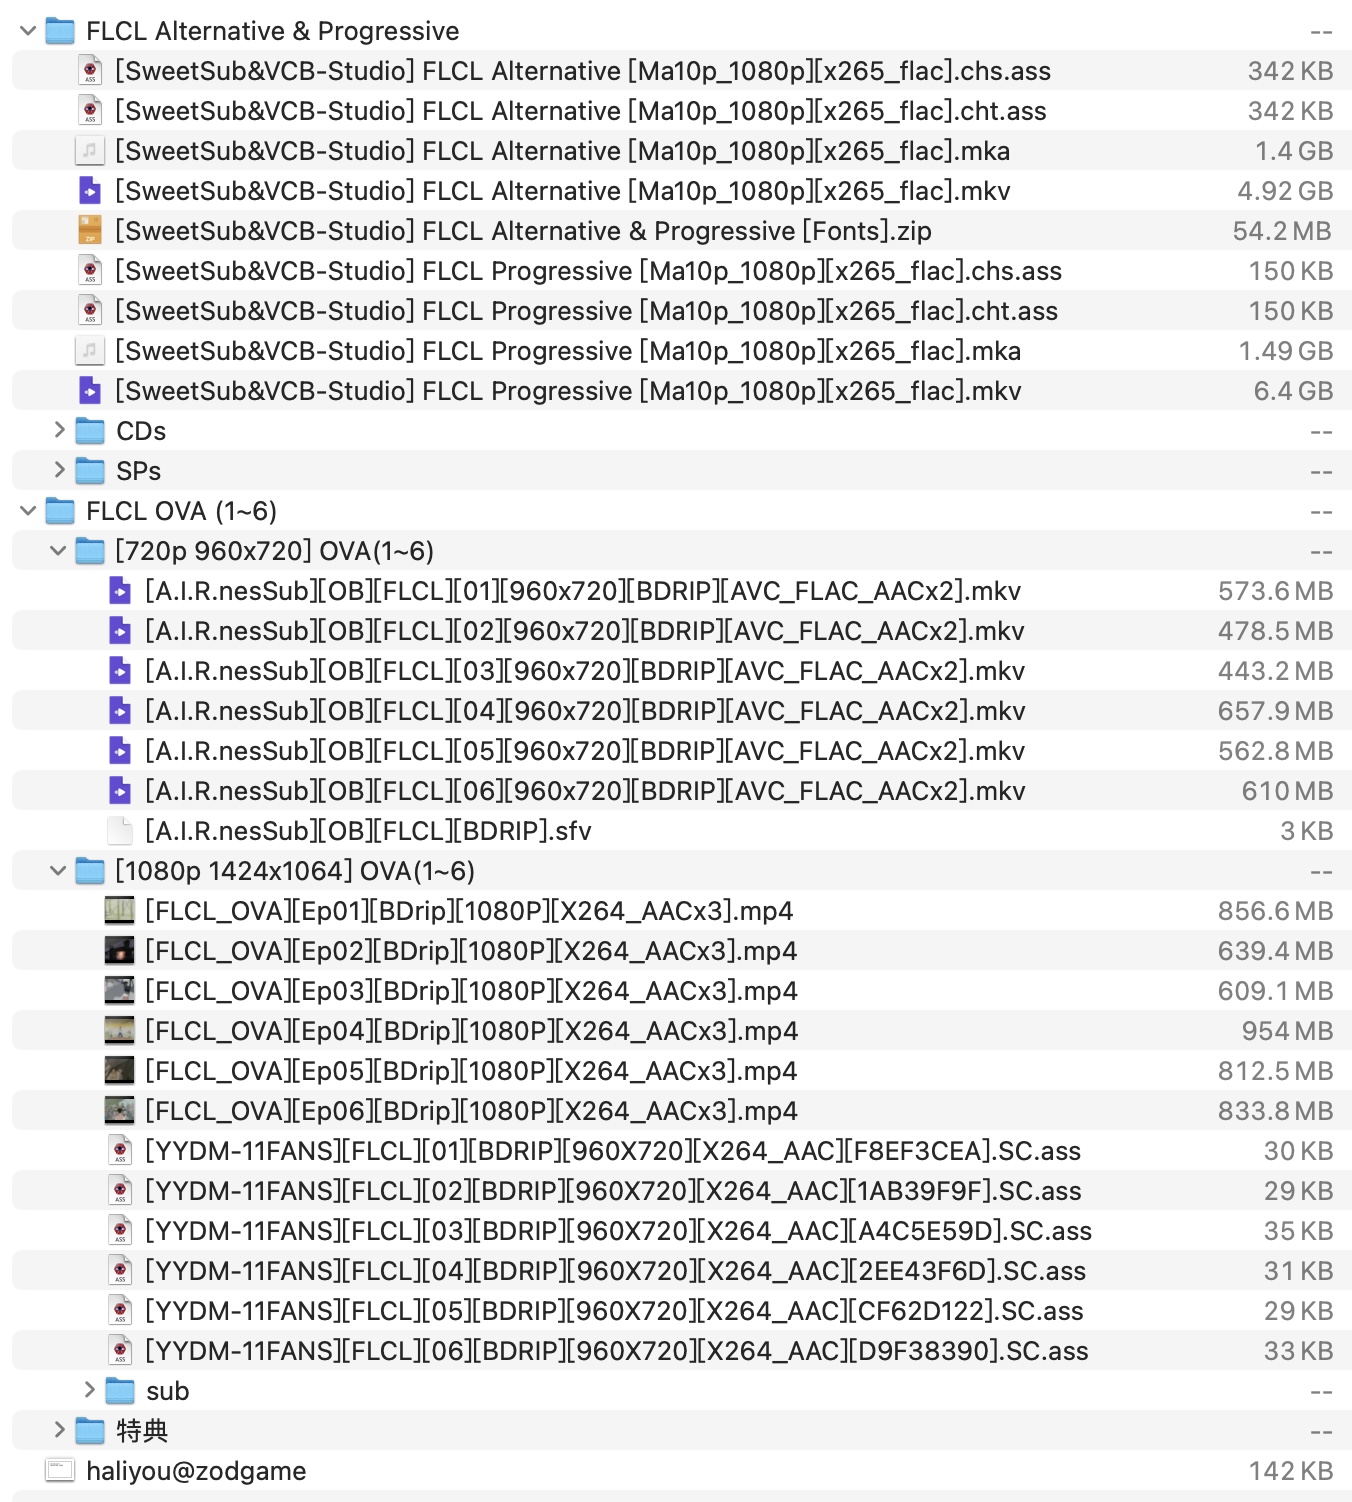 FLCL Alternative & Progressive --
[SweetSub&VCB-Studio] FLCL Alternative [Ma10p_1080p][x265_flac].chs.ass 342 KB
[SweetSub&VCB-Studio] FLCL Alternative [Ma10p_1080p][x265_flac].cht.ass 342 KB
[SweetSub&VCB-Studio] FLCL Alternative [Ma10p_1080p][x265_flac].mka 1.4 GB
[SweetSub&VCB-Studio] FLCL Alternative [Ma10p_1080p][x265_flac].mkv 4.92 GB
[SweetSub&VCB-Studio] FLCL Alternative & Progressive [Fonts].zip 54.2 MB
[SweetSub&VCB-Studio] FLCL Progressive [Ma10p_1080p][x265_flac].chs.ass 150 KB
[SweetSub&VCB-Studio] FLCL Progressive [Ma10p_1080p][x265_flac].cht.ass 150 KB
[SweetSub&VCB-Studio] FLCL Progressive [Ma10p_1080p][x265_flac].mka 1.49 GB
[SweetSub&VCB-Studio] FLCL Progressive [Ma10p_1080p][x265_flac].mkv 6.4 GB
CDs --
SPs --
FLCL OVA (1~6) --
[720p 960x720] OVA(1~6) --
[A.I.R.nesSub][OB][FLCL][01][960x720][BDRIP][AVC_FLAC_AACx2].mkv 573.6 MB
[A.I.R.nesSub][OB][FLCL][02][960x720][BDRIP][AVC_FLAC_AACx2].mkv 478.5 MB
[A.I.R.nesSub][OB][FLCL][03][960x720][BDRIP][AVC_FLAC_AACx2].mkv 443.2 MB
[A.I.R.nesSub][OB][FLCL][04][960x720][BDRIP][AVC_FLAC_AACx2].mkv 657.9 MB
[A.I.R.nesSub][OB][FLCL][05][960x720][BDRIP][AVC_FLAC_AACx2].mkv 562.8 MB
[A.I.R.nesSub][OB][FLCL][06][960x720][BDRIP][AVC_FLAC_AACx2].mkv 610 MB
[A.I.R.nesSub][OB][FLCL][BDRIP].sfv 3 KB
[1080p 1424x1064] OVA(1~6) --
[FLCL_OVA][Ep01][BDrip][1080P][X264_AACx3].mp4 856.6 MB
[FLCL_OVA][Ep02][BDrip][1080P][X264_AACx3].mp4 639.4 MB
[FLCL_OVA][Ep03][BDrip][1080P][X264_AACx3].mp4 609.1 MB
[FLCL_OVA][Ep04][BDrip][1080P][X264_AACx3].mp4 954 MB
[FLCL_OVA][Ep05][BDrip][1080P][X264_AACx3].mp4 812.5 MB
[FLCL_OVA][Ep06][BDrip][1080P][X264_AACx3].mp4 833.8 MB
[YYDM-11FANS][FLCL][01][BDRIP][960X720][X264_AAC][F8EF3CEA].SC.ass 30 KB
[YYDM-11FANS][FLCL][02][BDRIP][960X720][X264_AAC][1AB39F9F].SC.ass 29 KB
[YYDM-11FANS][FLCL][03][BDRIP][960X720][X264_AAC][A4C5E59D].SC.ass 35 KB
[YYDM-11FANS][FLCL][04][BDRIP][960X720][X264_AAC][2EE43F6D].SC.ass 31 KB
[YYDM-11FANS][FLCL][05][BDRIP][960X720][X264_AAC][CF62D122].SC.ass 29 KB
[YYDM-11FANS][FLCL][06][BDRIP][960X720][X264_AAC][D9F38390].SC.ass 33 KB
sub --
特典 --
haliyou@zodgame 142 KB